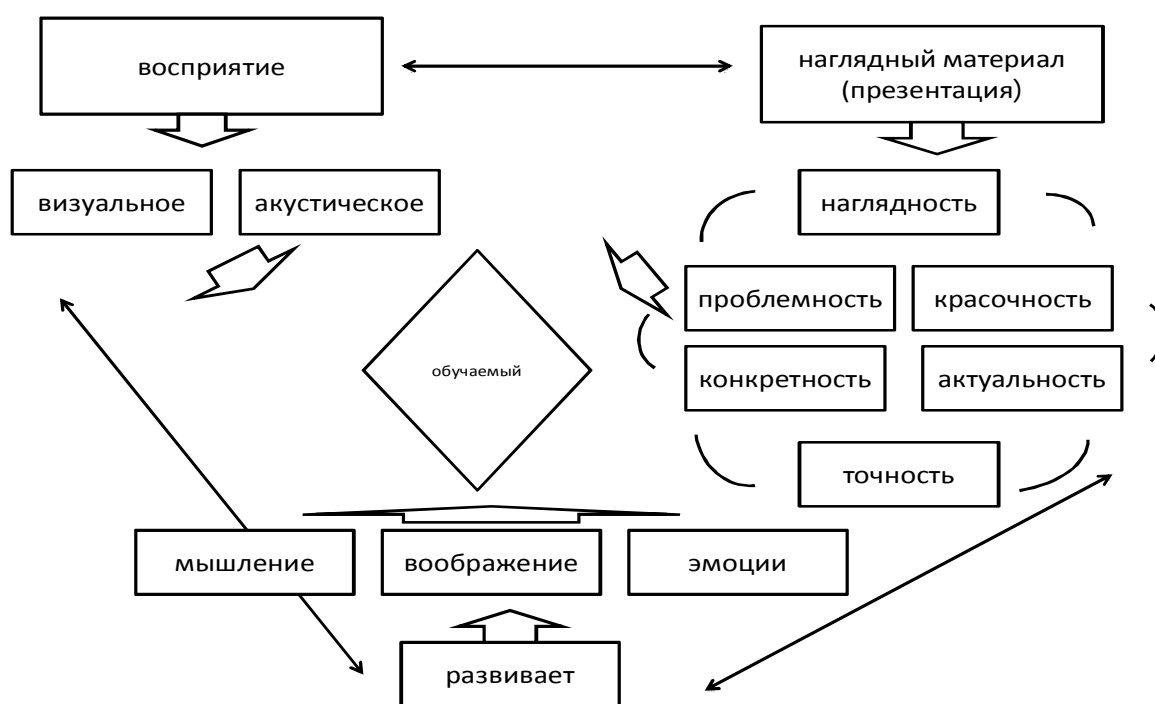 восприятие
наглядный материал
(презентация)
визуальное
акустическое
наглядность
проблемность
красочность
обучаемый
конкретность
актуальность
точность
мышление
воображение
эмоции
развивает